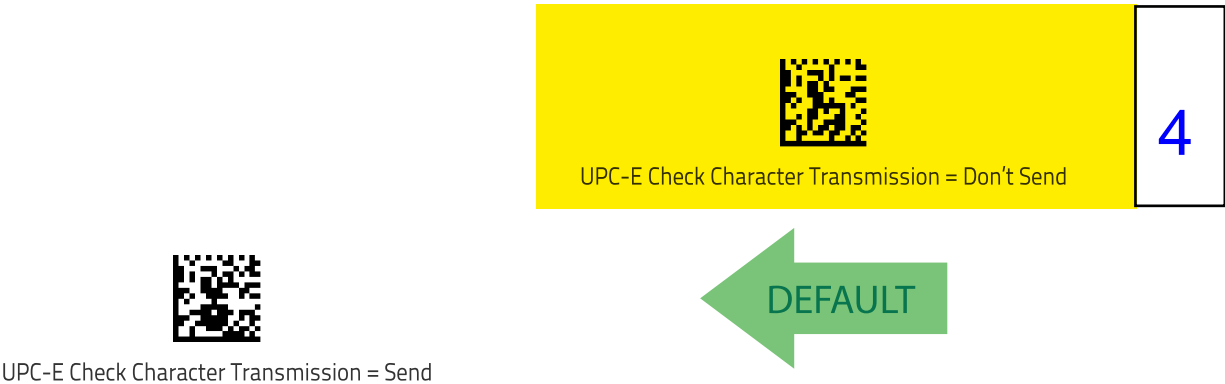 UPC-E Check Character Transmission = Don't Send
4
DEFAULT
UPC-E Check Character Transmission = Send